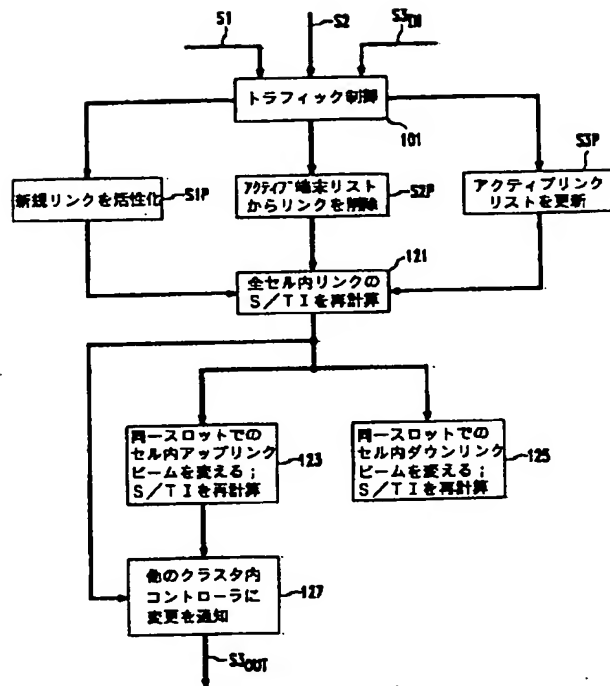 S1
S2
S3IN
トラフィック制御
101
新規リンクを活性化
S1P
アクティブ端末リスト
からリンクを削除
S2P
アクティブリンク
リストを更新
S3P
全セル内リンクの
S/TIを再計算
121
同一スロットでの
セル内アップリンク
ビームを変える;
S/TIを再計算
123
同一スロットでの
セル内ダウンリンク
ビームを変える;
S/TIを再計算
125
他のクラスタ内
コントローラに
変更を通知
127
S3OUT